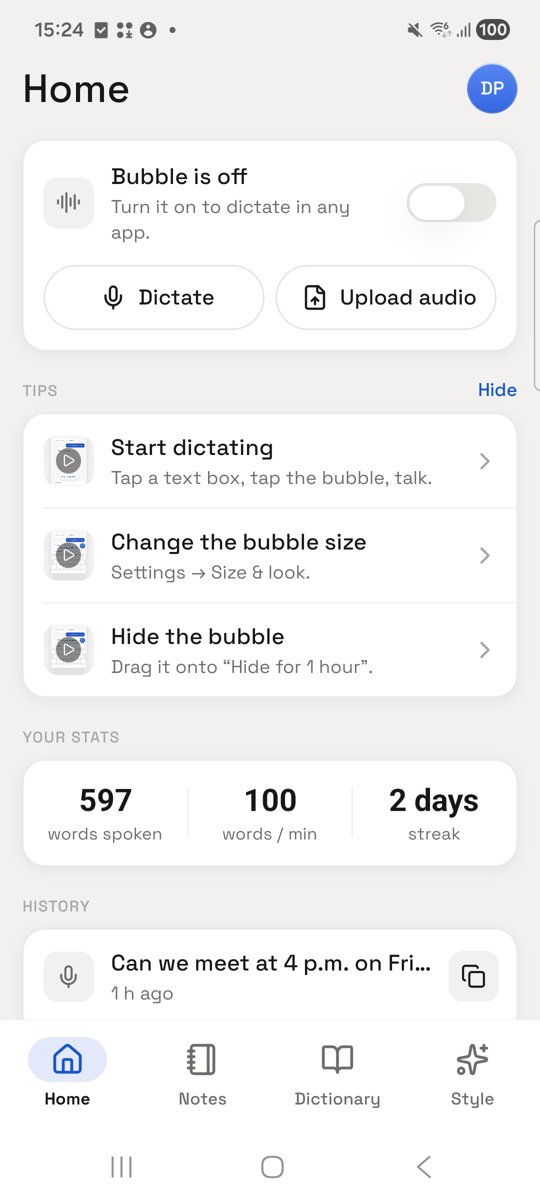 15:24
6
100
Home
DP
Bubble is off
Turn it on to dictate in any
app.
Dictate
Upload audio
TIPS
Hide
Start dictating
Tap a text box, tap the bubble, talk.
Change the bubble size
Settings → Size & look.
Hide the bubble
Drag it onto “Hide for 1 hour”.
YOUR STATS
597
words spoken
100
words / min
2 days
streak
HISTORY
Can we meet at 4 p.m. on Fri...
1 h ago
Home
Notes
Dictionary
Style